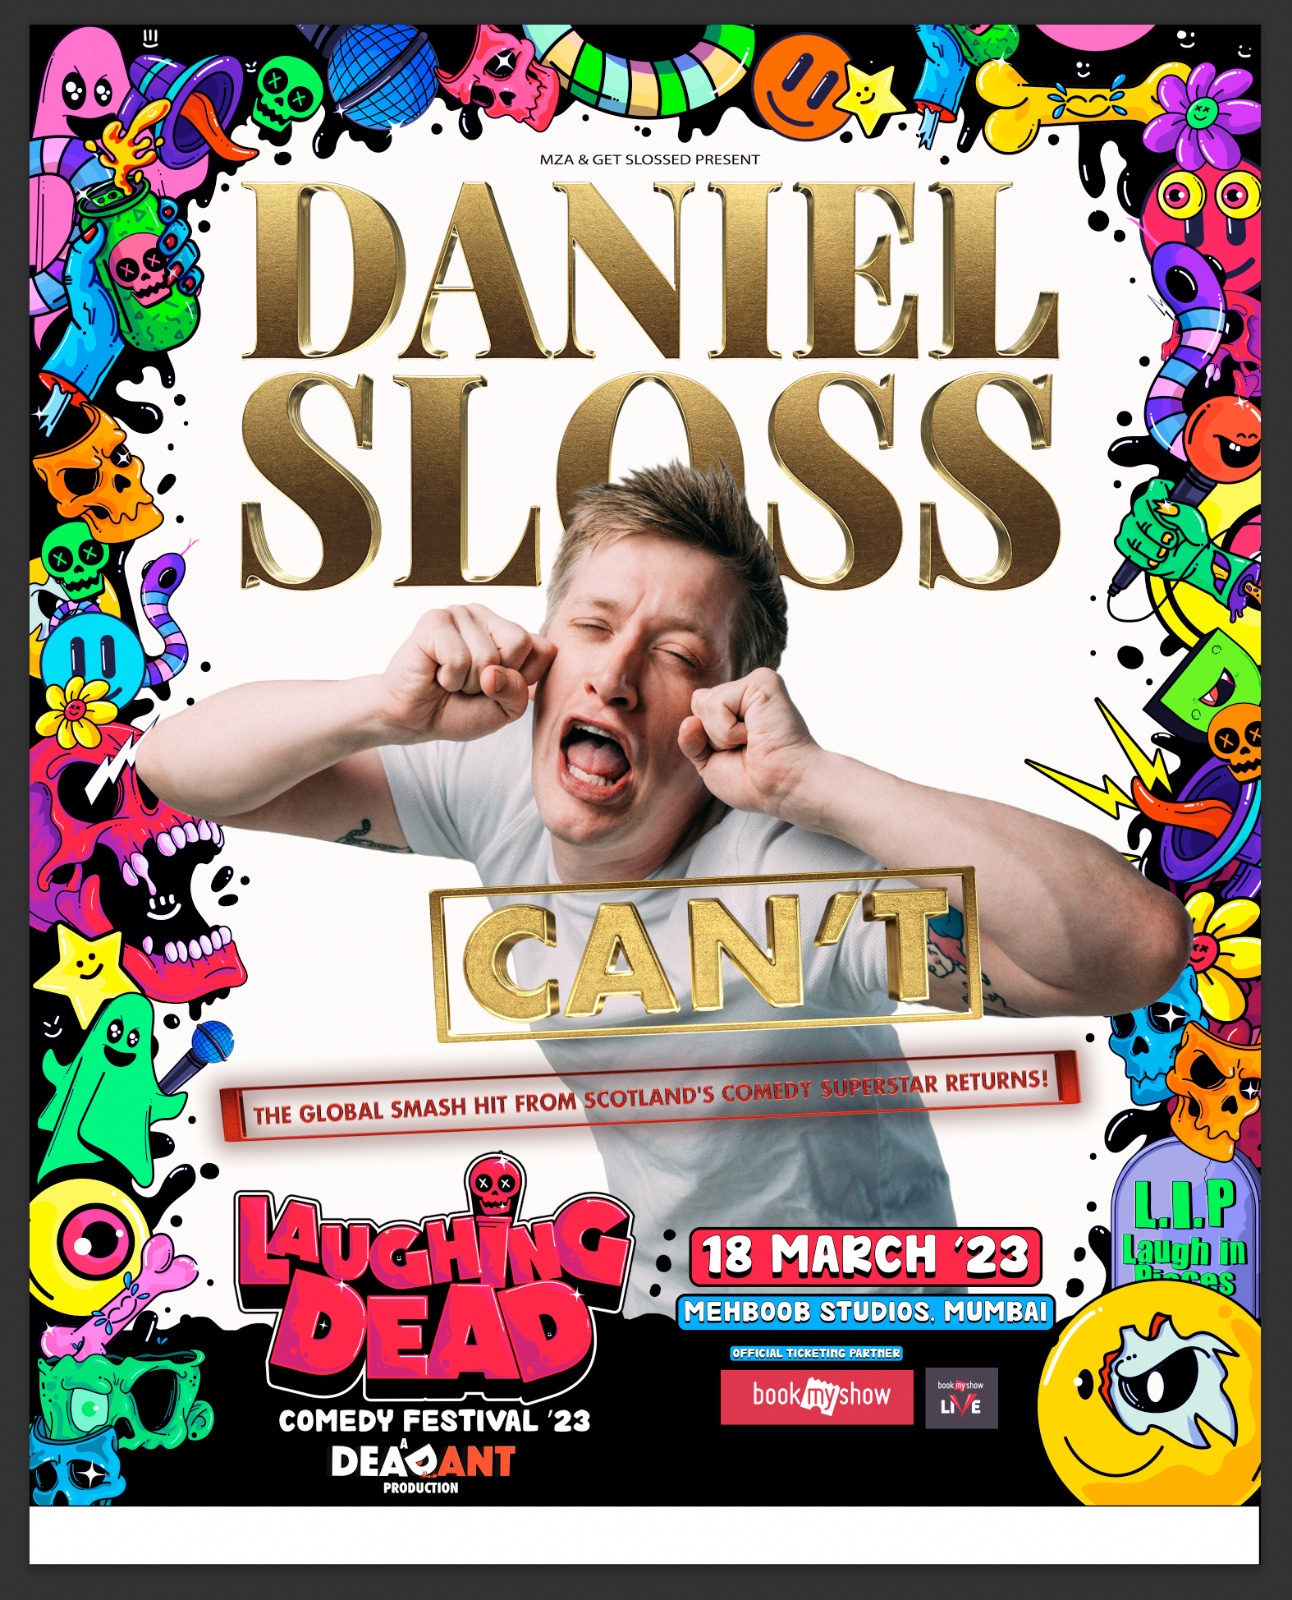 MZA & GET SLOSSED PRESENT
DANIEL
SLOSS
CAN'T
THE GLOBAL SMASH HIT FROM SCOTLAND'S COMEDY SUPERSTAR RETURNS!
LAUGHING
DEAD
COMEDY FESTIVAL '23
A
DEADANT
PRODUCTION
18 MARCH '23
MEHBOOB STUDIOS, MUMBAI
OFFICIAL TICKETING PARTNER
bookmyshow
bookmyshow
LIVE
L.I.P
Laugh in
Pieces